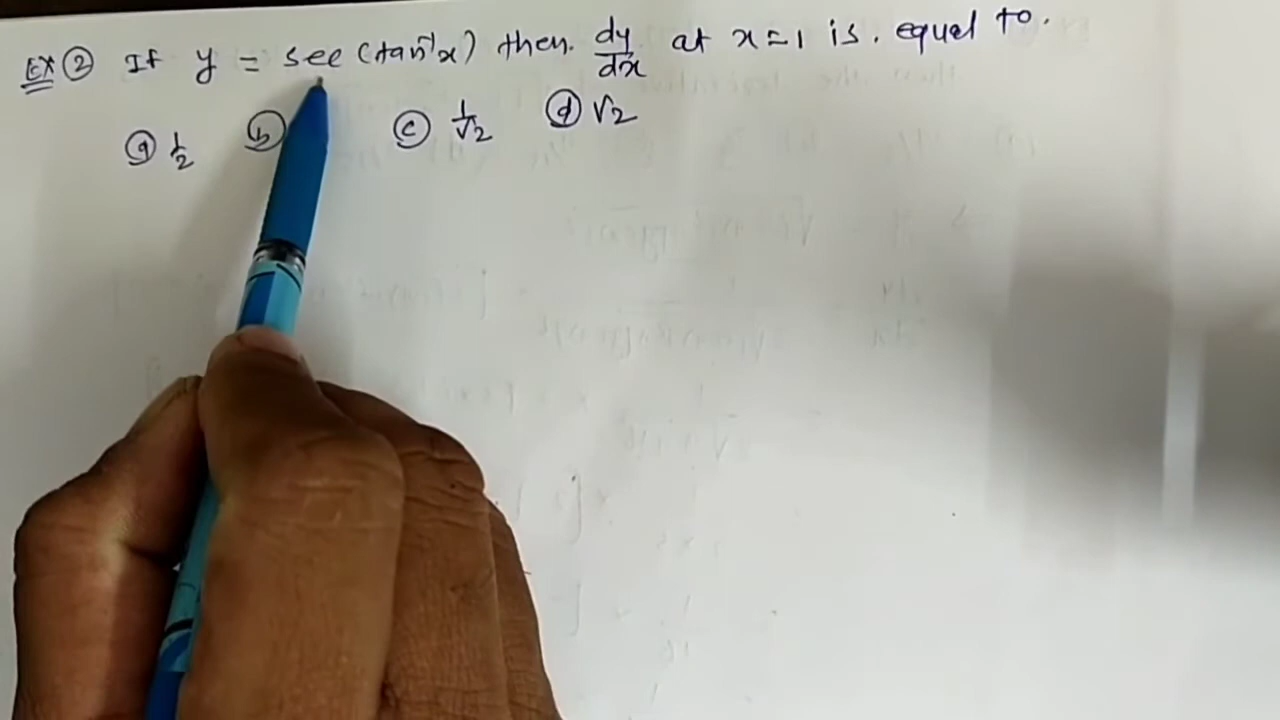 Ex ② If y = sec (tan⁻¹x) then. dy/dx at x=1 is. equal to.
ⓐ 1/2 ⓑ ⓒ 1/√2 ⓓ √2